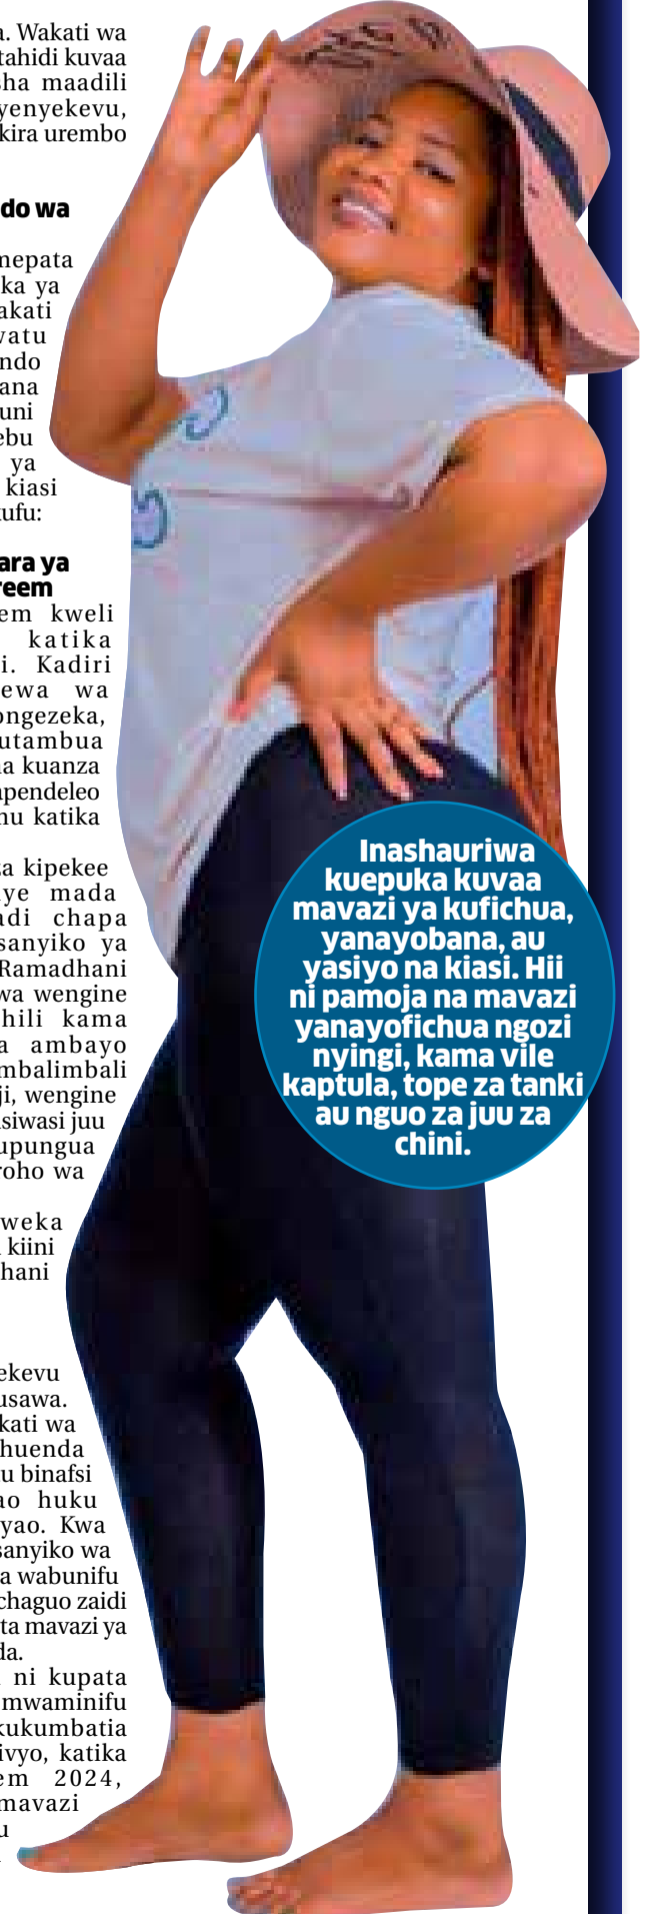 a. Wakati wa
tahidi kuvaa
sha maadili
yenyekevu,
kira urembo
do wa
mepata
ka ya
akati
watu
ndo
ana
uni
ebu
ya
kiasi
kufu:
ara ya
reem
em kweli
katika
i. Kadiri
ewa wa
ongezeka,
utambua
na kuanza
apendeleo
nu katika
za kipekee
ye mada
adi chapa
sanyiko ya
Ramadhani
wa wengine
hili kama
a ambayo
mbalimbali
ji, wengine
siwasi juu
upungua
roho wa
weka
kiini
hani
ekevu
usawa.
kati wa
huenda
u binafsi
ao huku
yao. Kwa
sanyiko wa
a wabunifu
chaguo zaidi
ta mavazi ya
da.
ni kupata
mwaminifu
kukumbatia
ivyo, katika
em 2024,
mavazi
u
Inashauriwa
kuepuka kuvaa
mavazi ya kufichua,
yanayobana, au
yasiyo na kiasi. Hii
ni pamoja na mavazi
yanayofichua ngozi
nyingi, kama vile
kaptula, tope za tanki
au nguo za juu za
chini.